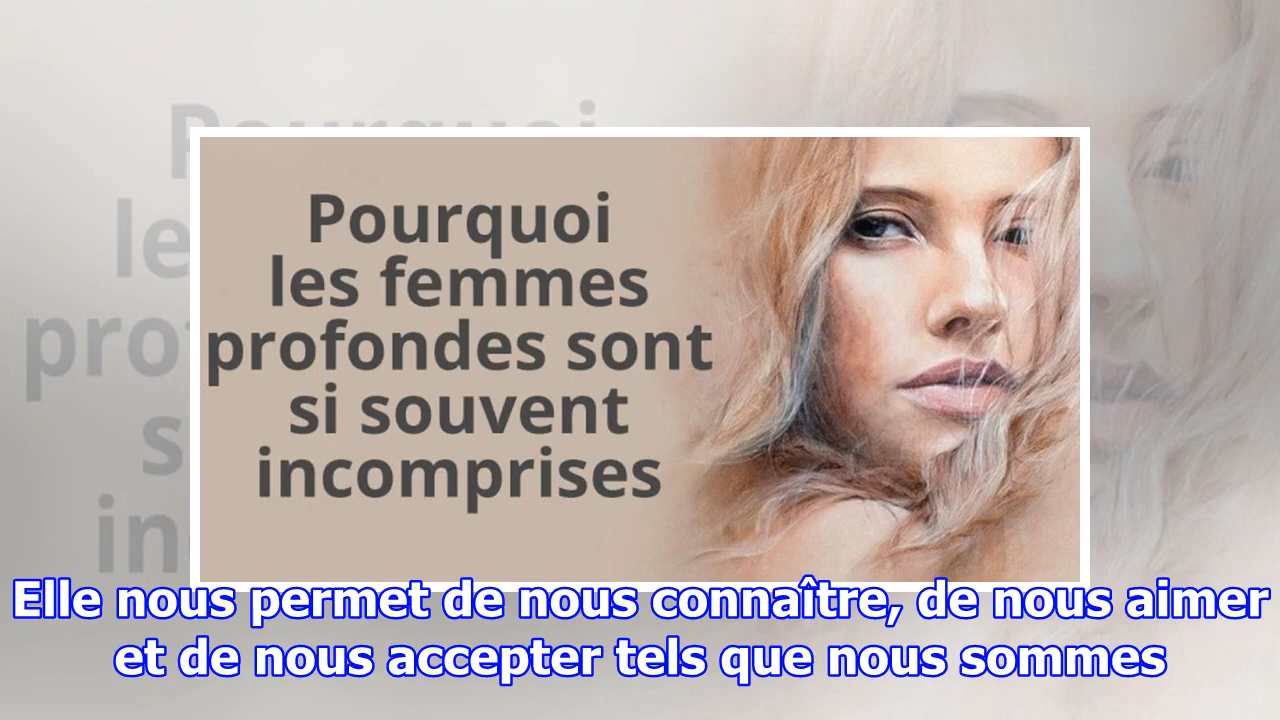 Pourquoi
les femmes
profondes sont
si souvent
incomprises
Elle nous permet de nous connaître, de nous aimer
et de nous accepter tels que nous sommes